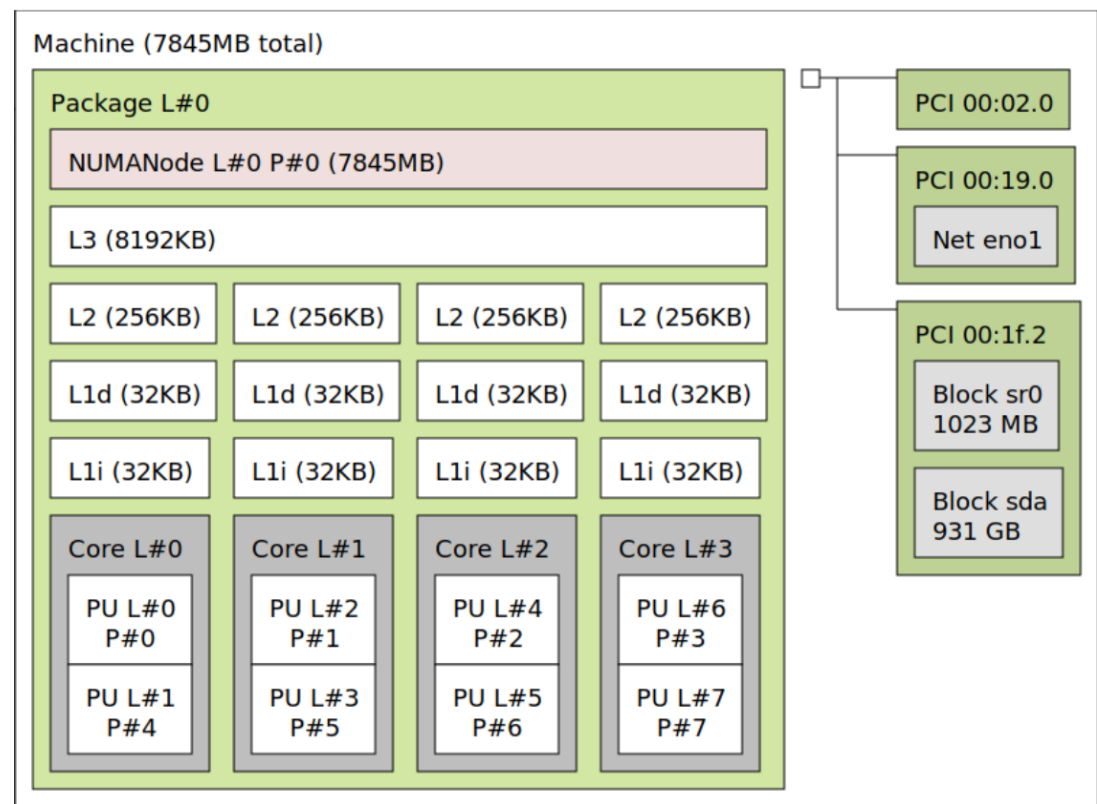 Machine (7845MB total)
Package L#0
NUMANode L#0 P#0 (7845MB)
L3 (8192KB)
L2 (256KB) L2 (256KB) L2 (256KB) L2 (256KB)
L1d (32KB) L1d (32KB) L1d (32KB) L1d (32KB)
L1i (32KB) L1i (32KB) L1i (32KB) L1i (32KB)
Core L#0 Core L#1 Core L#2 Core L#3
PU L#0 PU L#2 PU L#4 PU L#6
P#0 P#1 P#2 P#3
PU L#1 PU L#3 PU L#5 PU L#7
P#4 P#5 P#6 P#7
PCI 00:02.0
PCI 00:19.0
Net eno1
PCI 00:1f.2
Block sr0
1023 MB
Block sda
931 GB